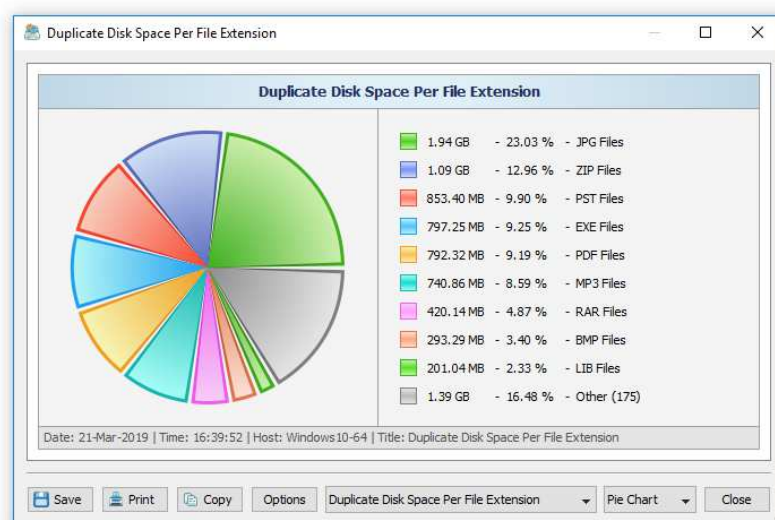 Duplicate Disk Space Per File Extension
Duplicate Disk Space Per File Extension
1.94 GB - 23.03 % - JPG Files
1.09 GB - 12.96 % - ZIP Files
853.40 MB - 9.90 % - PST Files
797.25 MB - 9.25 % - EXE Files
792.32 MB - 9.19 % - PDF Files
740.86 MB - 8.59 % - MP3 Files
420.14 MB - 4.87 % - RAR Files
293.29 MB - 3.40 % - BMP Files
201.04 MB - 2.33 % - LIB Files
1.39 GB - 16.48 % - Other (175)
Date: 21-Mar-2019 | Time: 16:39:52 | Host: Windows10-64 | Title: Duplicate Disk Space Per File Extension
Save Print Copy Options Duplicate Disk Space Per File Extension Pie Chart Close